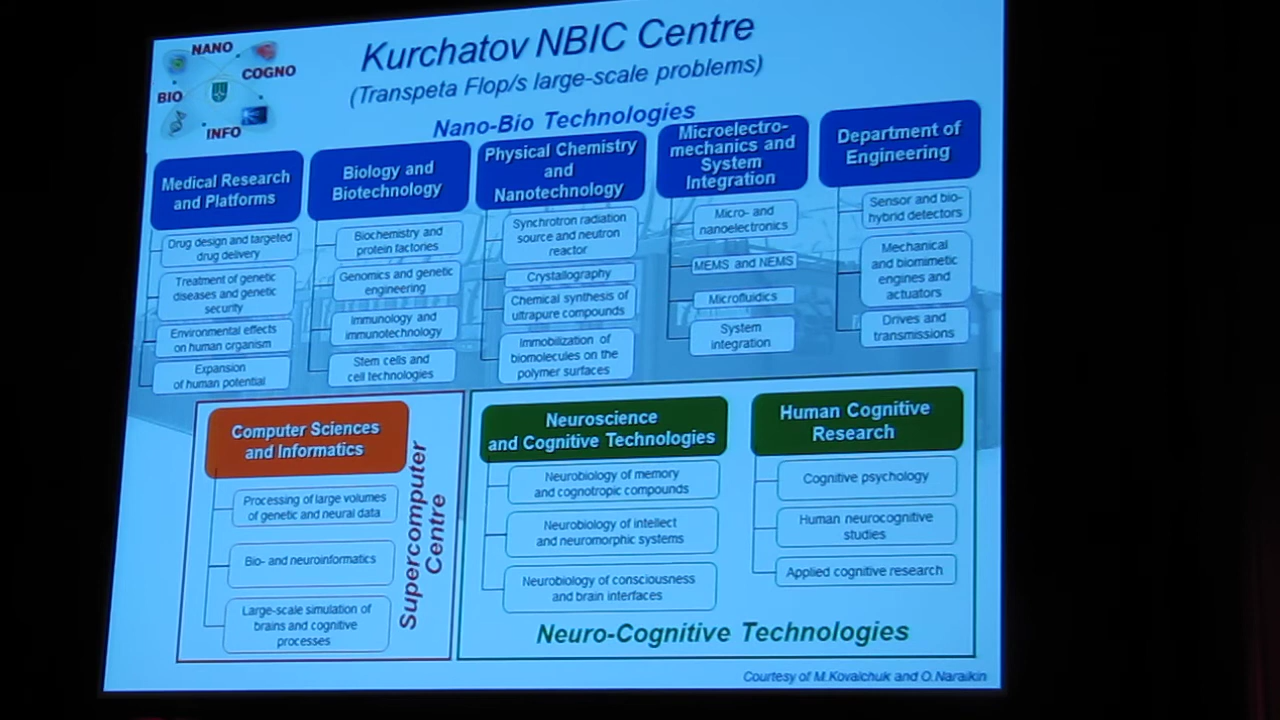 NANO
COGNO
BIO
INFO
Kurchatov NBIC Centre
(Transpeta Flop/s large-scale problems)
Nano-Bio Technologies
Medical Research
and Platforms
Drug design and targeted
drug delivery
Treatment of genetic
diseases and genetic
security
Environmental effects
on human organism
Expansion
of human potential
Biology and
Biotechnology
Biochemistry and
protein factories
Genomics and genetic
engineering
Immunology and
immunotechnology
Stem cells and
cell technologies
Physical Chemistry
and
Nanotechnology
Synchrotron radiation
source and neutron
reactor
Crystallography
Chemical synthesis of
ultrapure compounds
Immobilization of
biomolecules on the
polymer surfaces
Microelectro-
mechanics and
System
Integration
Micro- and
nanoelectronics
MEMS and NEMS
Microfluidics
System
integration
Department of
Engineering
Sensor and bio-
hybrid detectors
Mechanical
and biomimetic
engines and
actuators
Drives and
transmissions
Computer Sciences
and Informatics
Processing of large volumes
of genetic and neural data
Bio- and neuroinformatics
Large-scale simulation of
brains and cognitive
processes
Supercomputer
Centre
Neuroscience
and Cognitive Technologies
Neurobiology of memory
and cognotropic compounds
Neurobiology of intellect
and neuromorphic systems
Neurobiology of consciousness
and brain interfaces
Human Cognitive
Research
Cognitive psychology
Human neurocognitive
studies
Applied cognitive research
Neuro-Cognitive Technologies
Courtesy of M.Kovalchuk and O.Naraikin